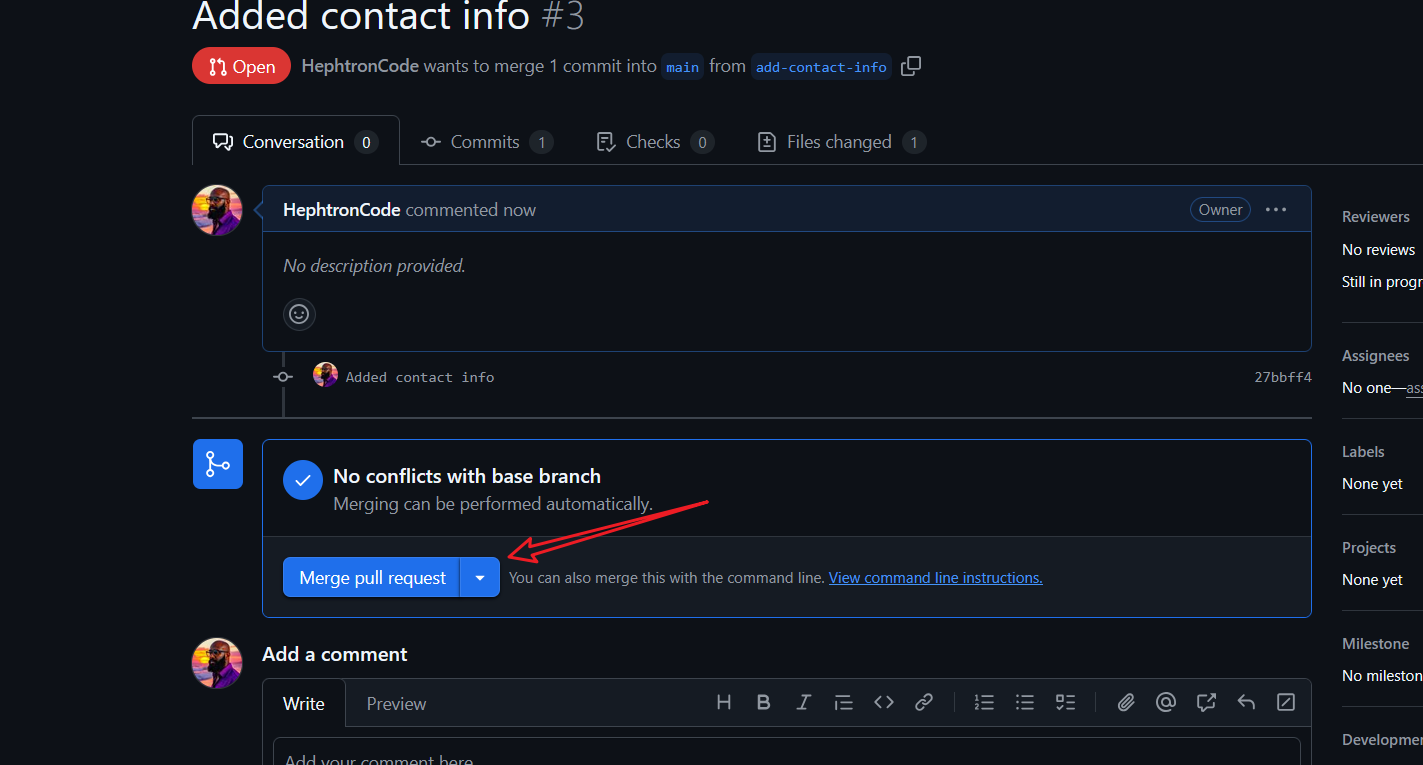 Added contact info #3
Open HephtronCode wants to merge 1 commit into main from add-contact-info
Conversation 0 Commits 1 Checks 0 Files changed 1
HephtronCode commented now Owner
No description provided.
Added contact info 27bbff4
No conflicts with base branch
Merging can be performed automatically.
Merge pull request You can also merge this with the command line. View command line instructions.
Add a comment
Write Preview
Add your comment here
Reviewers
No reviews
Still in progr
Assignees
No one—ass
Labels
None yet
Projects
None yet
Milestone
No mileston
Developmen